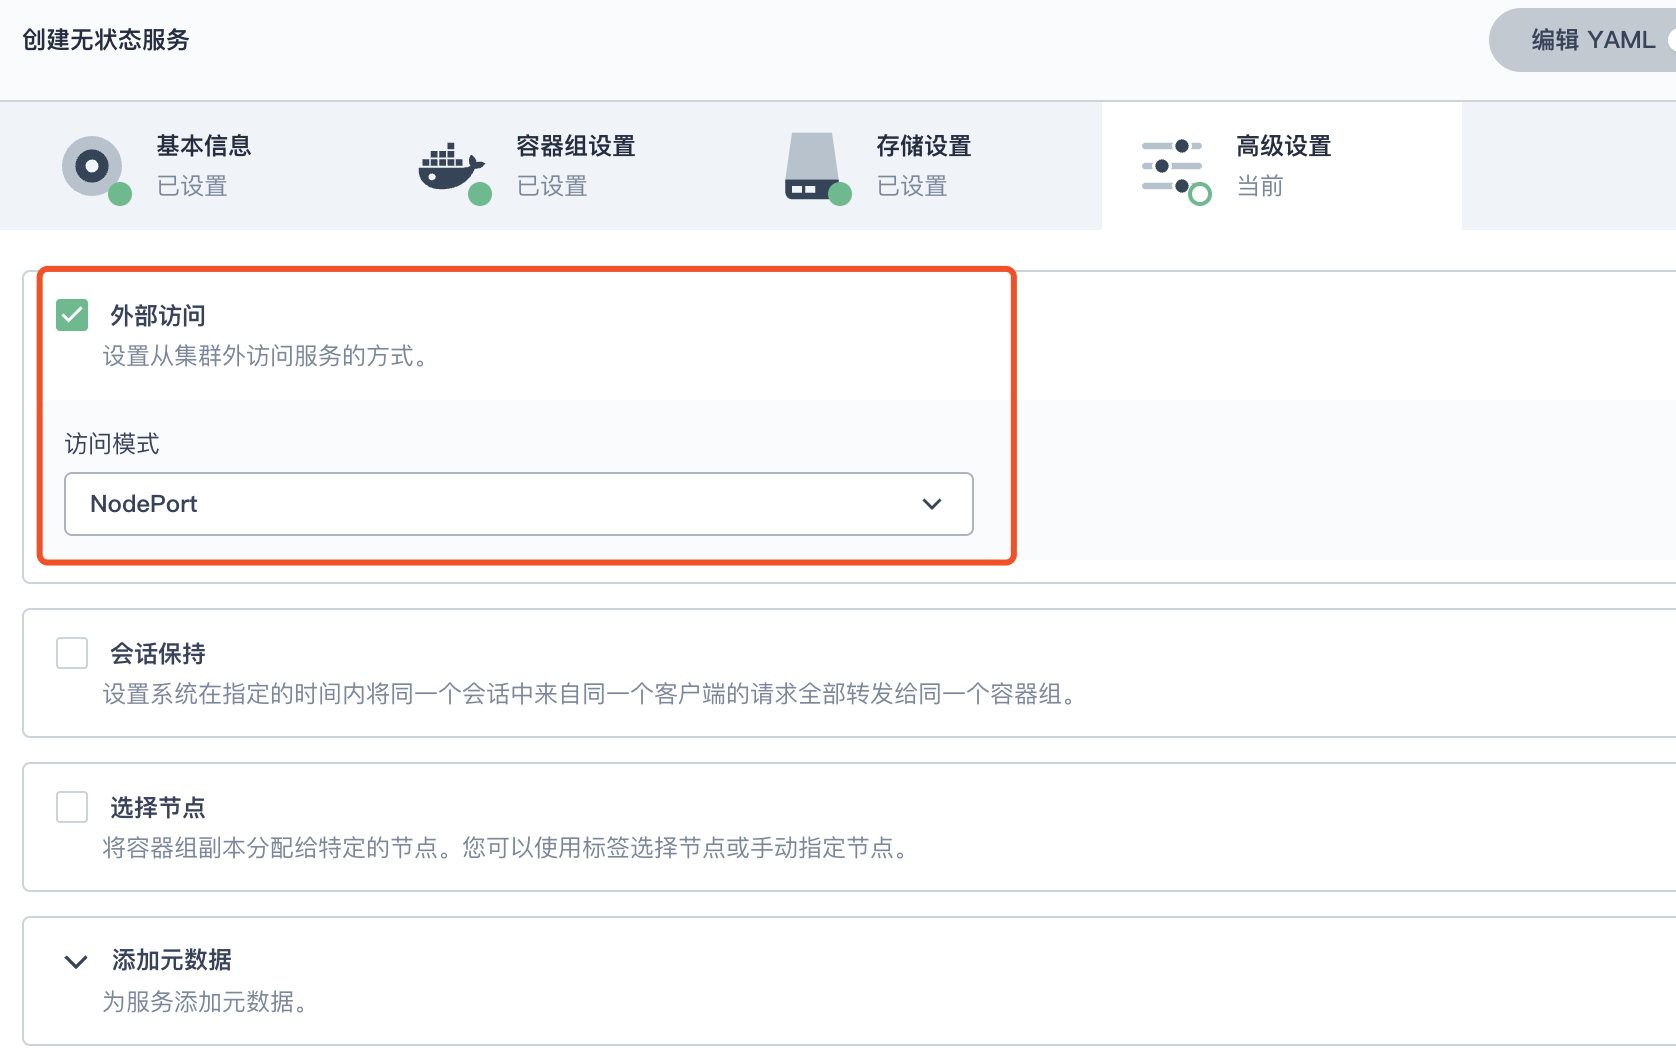 创建无状态服务
编辑 YAML
基本信息
已设置
容器组设置
已设置
存储设置
已设置
高级设置
当前
外部访问
设置从集群外访问服务的方式。
访问模式
NodePort
会话保持
设置系统在指定的时间内将同一个会话中来自同一个客户端的请求全部转发给同一个容器组。
选择节点
将容器组副本分配给特定的节点。您可以使用标签选择节点或手动指定节点。
添加元数据
为服务添加元数据。